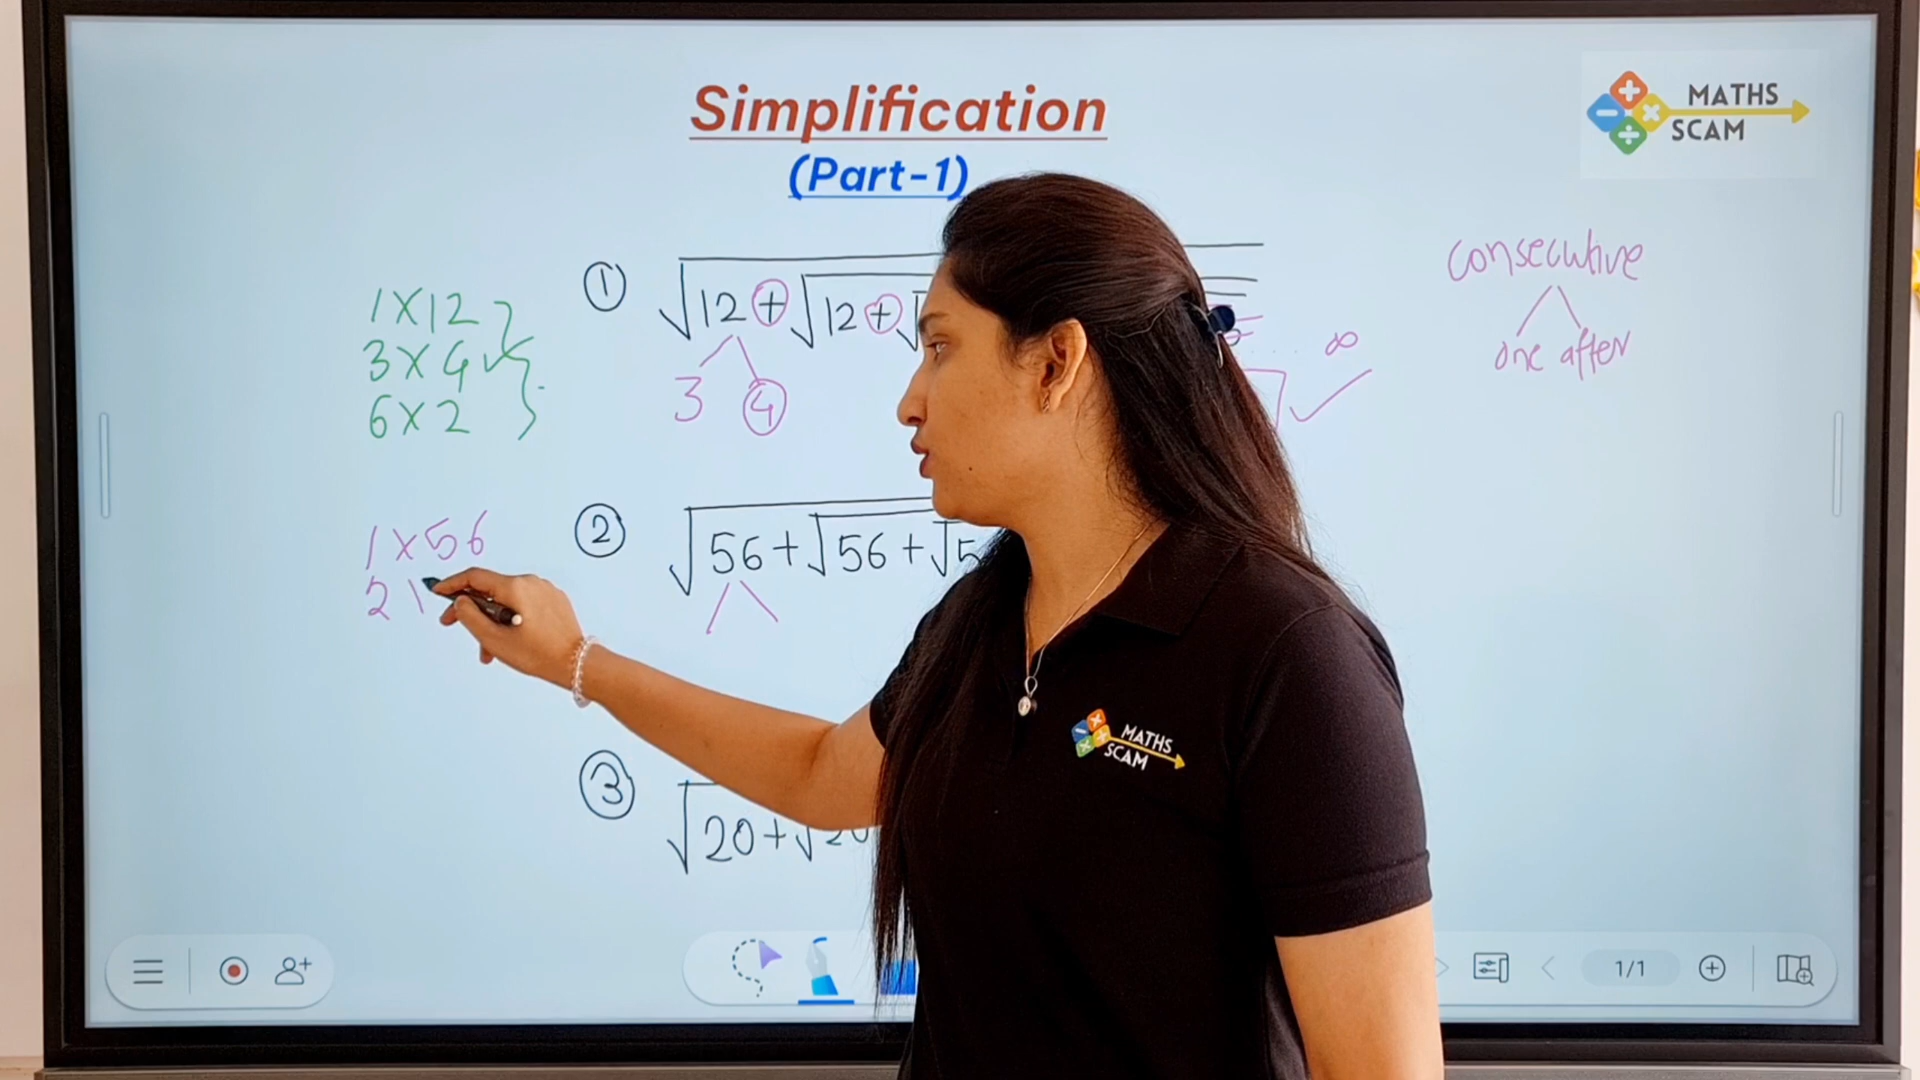 Simplification
(Part-1)
MATHS
SCAM
consecutive
one after
1 X 12
3 X 4
6 X 2
① √12 + √12 + √
∞
3 4
1 X 56
2
② √56 + √56 + √5
③ √20 + √20
MATHS
SCAM
1/1